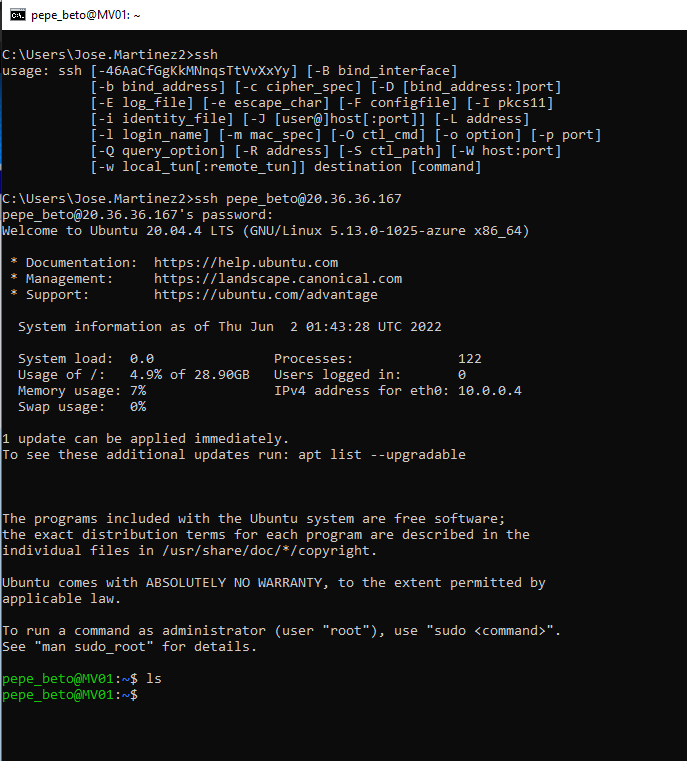 pepe_beto@MV01: ~
C:\Users\Jose.Martinez2>ssh
usage: ssh [-46AaCfGgKkMNnqsTtVvXxYy] [-B bind_interface]
           [-b bind_address] [-c cipher_spec] [-D [bind_address:]port]
           [-E log_file] [-e escape_char] [-F configfile] [-I pkcs11]
           [-i identity_file] [-J [user@]host[:port]] [-L address]
           [-l login_name] [-m mac_spec] [-O ctl_cmd] [-o option] [-p port]
           [-Q query_option] [-R address] [-S ctl_path] [-W host:port]
           [-w local_tun[:remote_tun]] destination [command]
C:\Users\Jose.Martinez2>ssh pepe_beto@20.36.36.167
pepe_beto@20.36.36.167's password:
Welcome to Ubuntu 20.04.4 LTS (GNU/Linux 5.13.0-1025-azure x86_64)
 * Documentation:  https://help.ubuntu.com
 * Management:     https://landscape.canonical.com
 * Support:        https://ubuntu.com/advantage
  System information as of Thu Jun  2 01:43:28 UTC 2022
  System load:  0.0               Processes:             122
  Usage of /:   4.9% of 28.90GB   Users logged in:       0
  Memory usage: 7%                IPv4 address for eth0: 10.0.0.4
  Swap usage:   0%
1 update can be applied immediately.
To see these additional updates run: apt list --upgradable
The programs included with the Ubuntu system are free software;
the exact distribution terms for each program are described in the
individual files in /usr/share/doc/*/copyright.
Ubuntu comes with ABSOLUTELY NO WARRANTY, to the extent permitted by
applicable law.
To run a command as administrator (user "root"), use "sudo <command>".
See "man sudo_root" for details.
pepe_beto@MV01:~$ ls
pepe_beto@MV01:~$